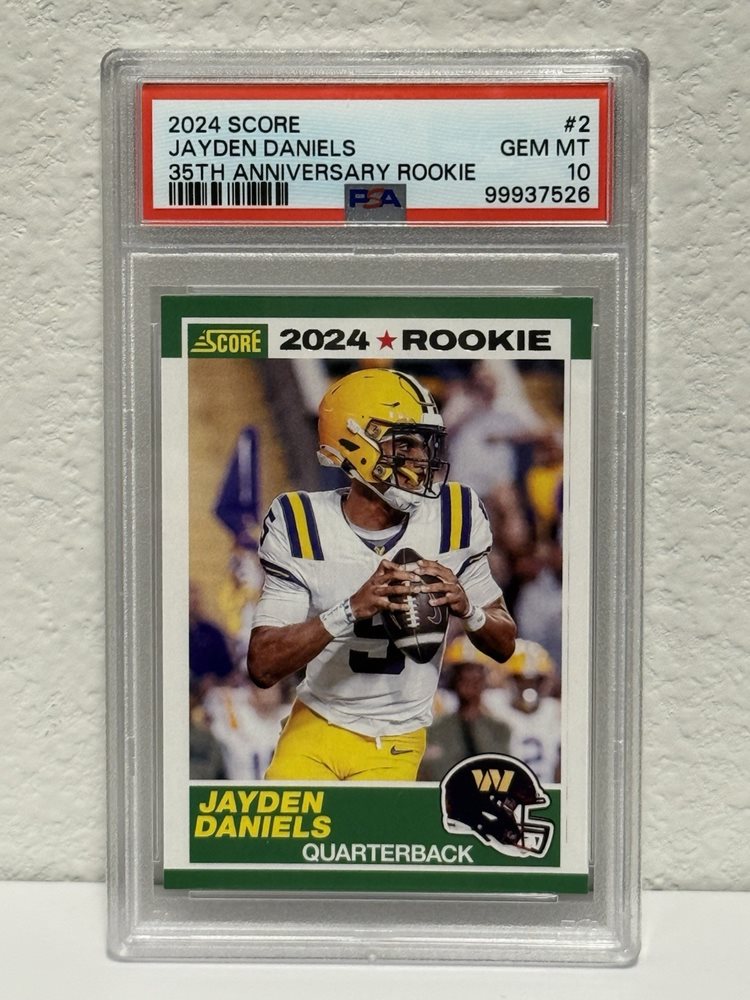 2024 SCORE #2
JAYDEN DANIELS GEM MT
35TH ANNIVERSARY ROOKIE 10
PSA 99937526
SCORE 2024 ★ ROOKIE
5
W
JAYDEN
DANIELS
QUARTERBACK